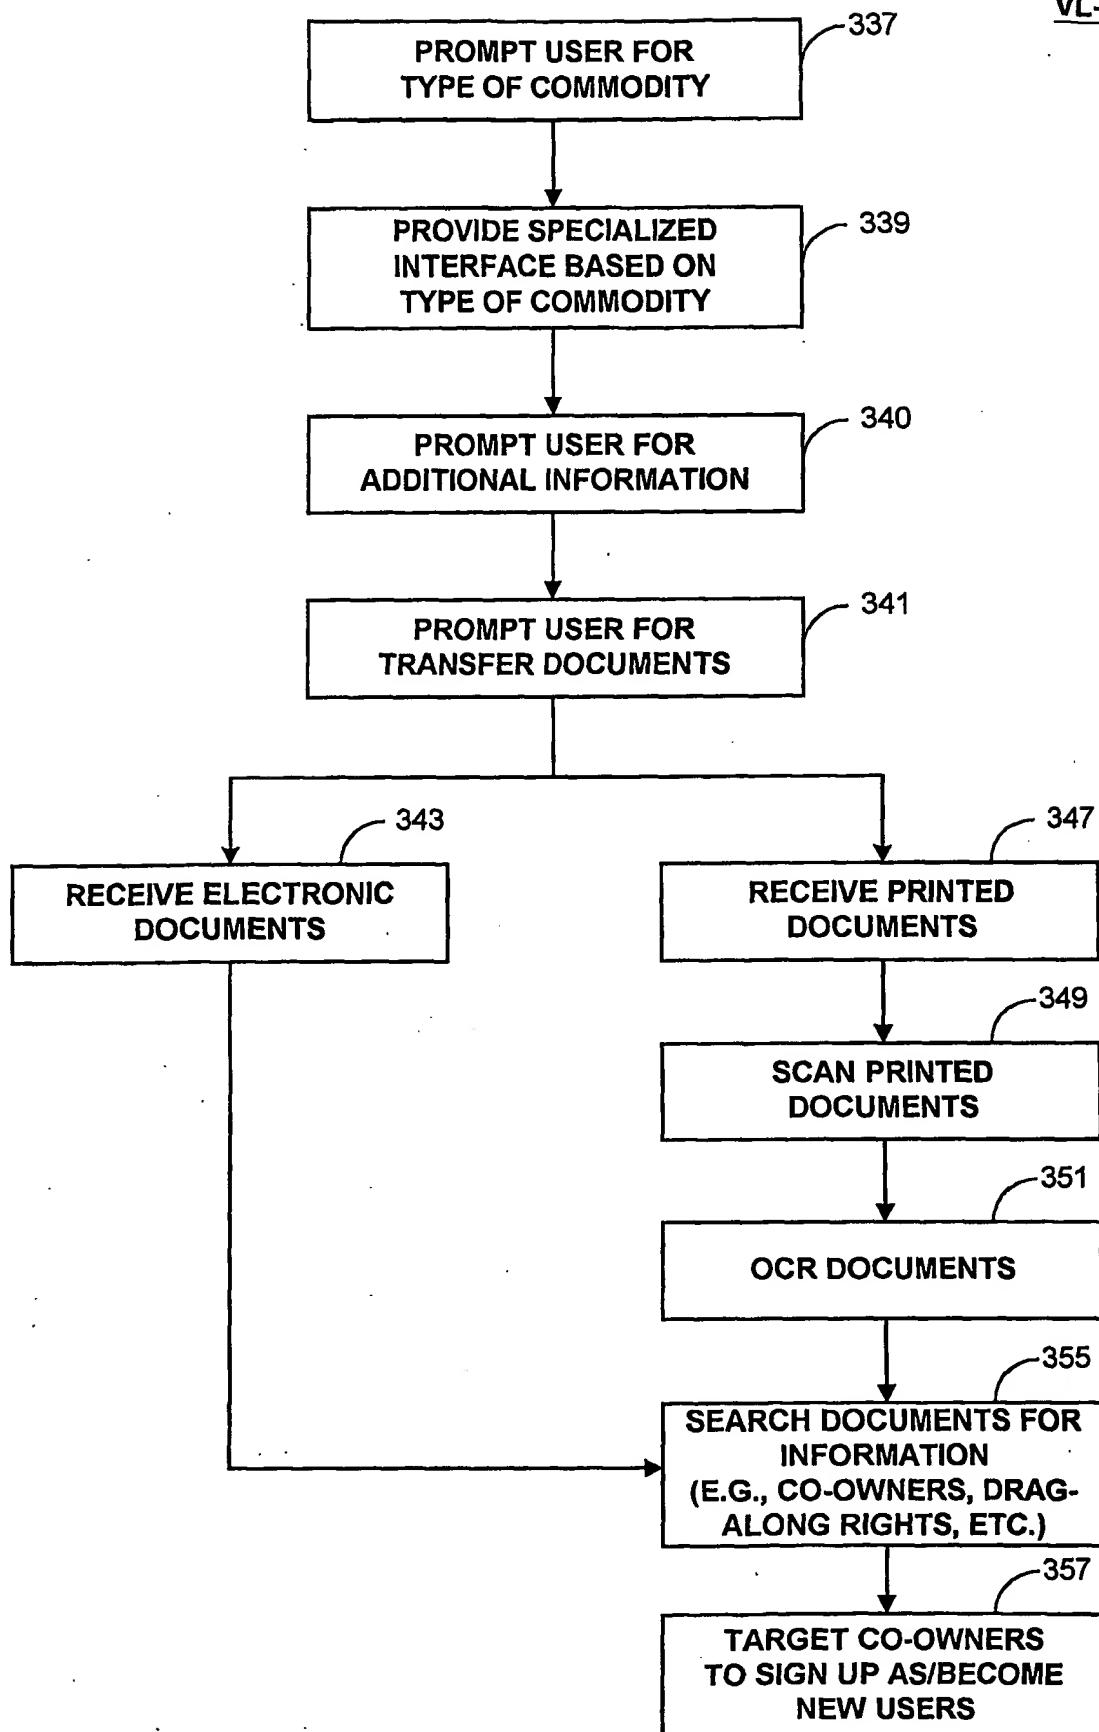 VL-
337
PROMPT USER FOR
TYPE OF COMMODITY
339
PROVIDE SPECIALIZED
INTERFACE BASED ON
TYPE OF COMMODITY
340
PROMPT USER FOR
ADDITIONAL INFORMATION
341
PROMPT USER FOR
TRANSFER DOCUMENTS
343
RECEIVE ELECTRONIC
DOCUMENTS
347
RECEIVE PRINTED
DOCUMENTS
349
SCAN PRINTED
DOCUMENTS
351
OCR DOCUMENTS
355
SEARCH DOCUMENTS FOR
INFORMATION
(E.G., CO-OWNERS, DRAG-
ALONG RIGHTS, ETC.)
357
TARGET CO-OWNERS
TO SIGN UP AS/BECOME
NEW USERS